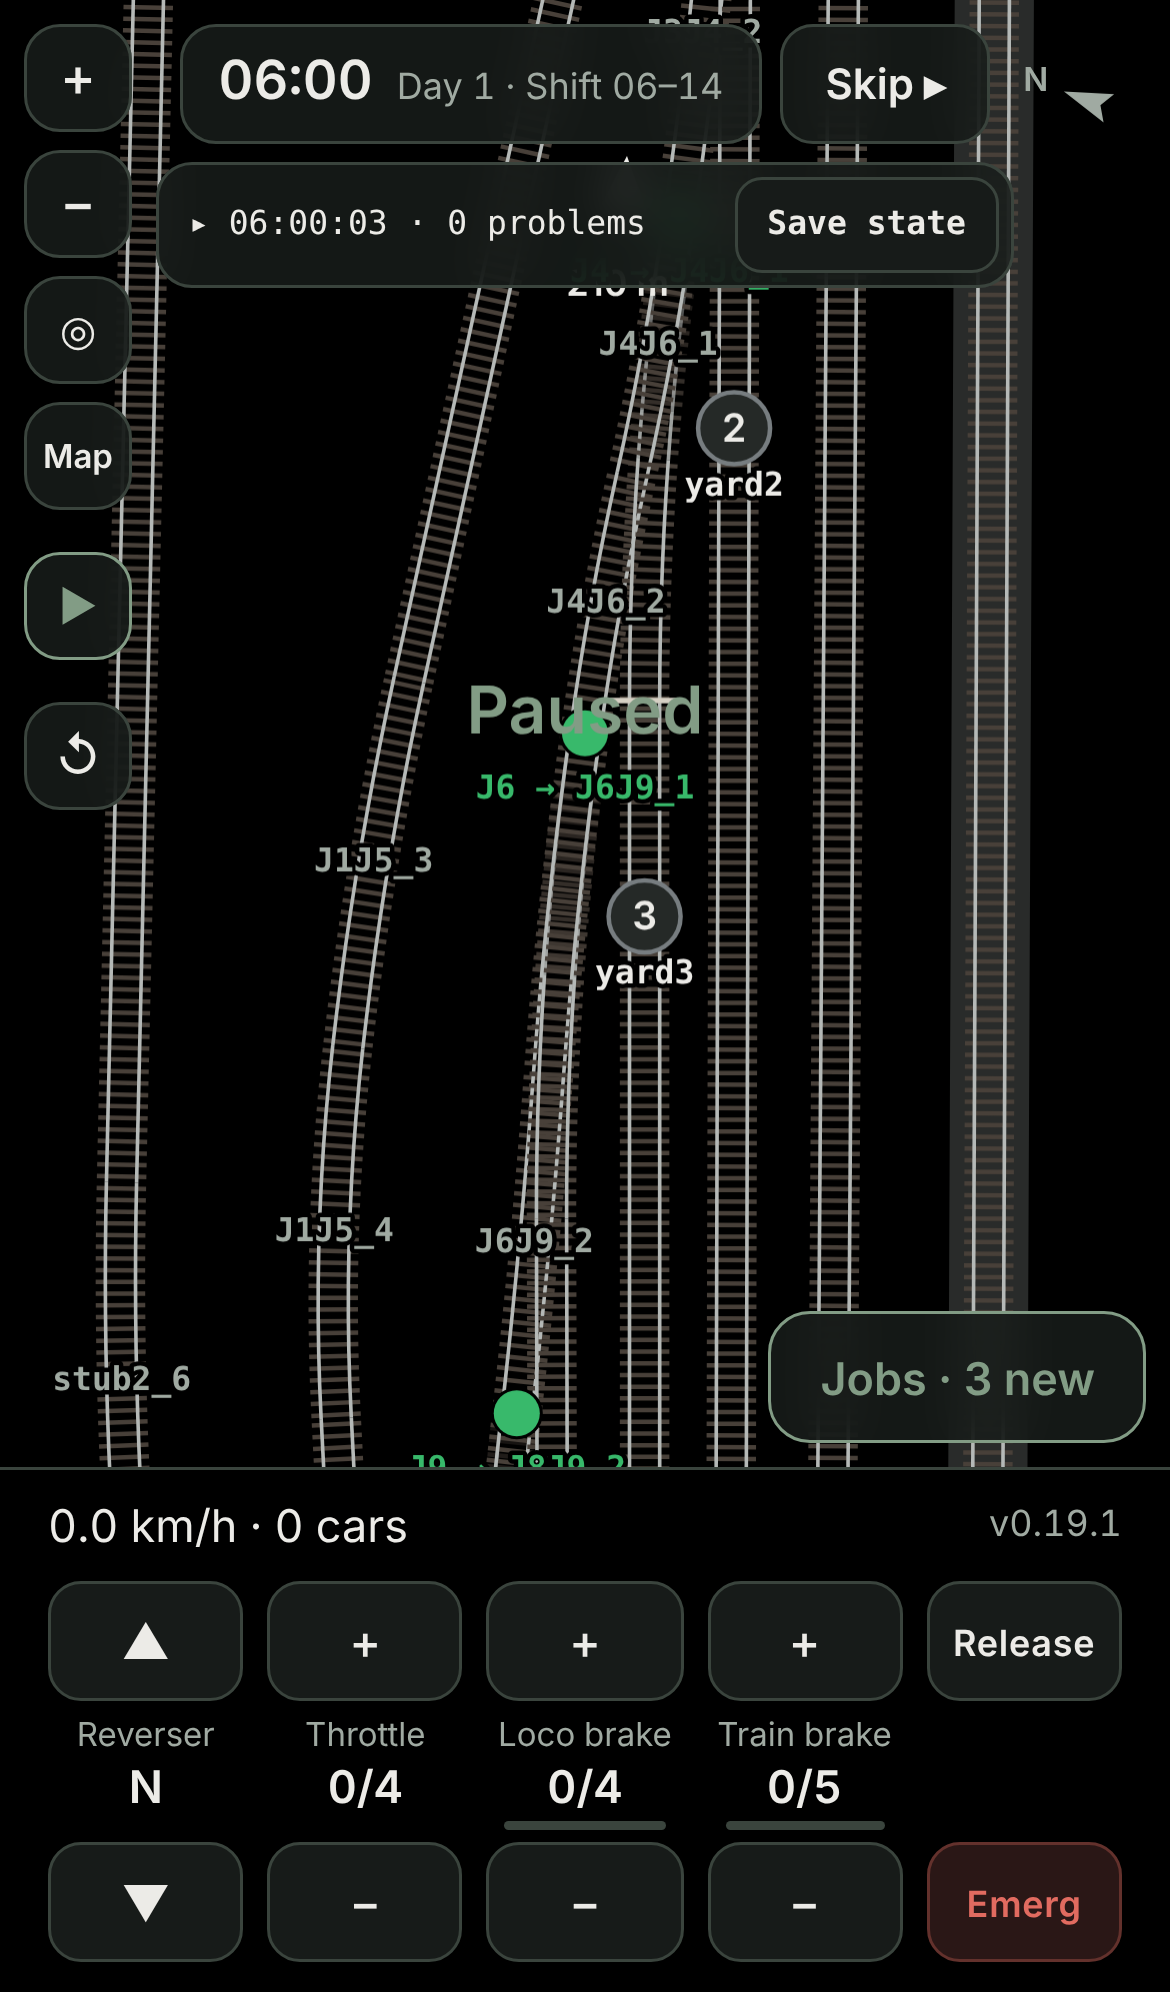 +
06:00 Day 1 · Shift 06–14
Skip ▸
N
–
▸ 06:00:03 · 0 problems
Save state
J4J6_1
2
yard2
Map
J4J6_2
Paused
J6 → J6J9_1
J1J5_3
3
yard3
J1J5_4
J6J9_2
stub2_6
Jobs · 3 new
J9 → J8J9_2
0.0 km/h · 0 cars
v0.19.1
▲ + + + Release
Reverser Throttle Loco brake Train brake
N 0/4 0/4 0/5
▼ – – – Emerg